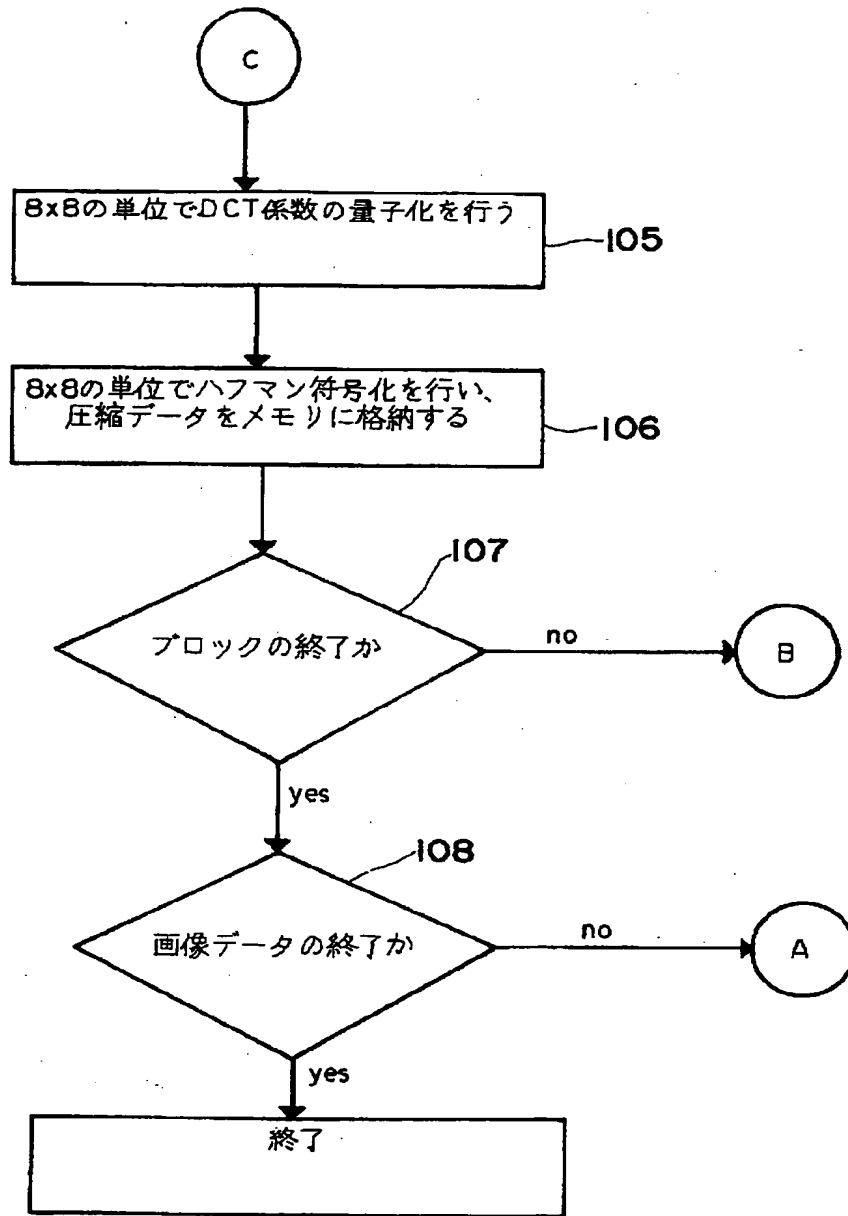 C
8x8の単位でDCT係数の量子化を行う
105
8x8の単位でハフマン符号化を行い、
圧縮データをメモリに格納する
106
107
ブロックの終了か
no
B
yes
108
画像データの終了か
no
A
yes
終了